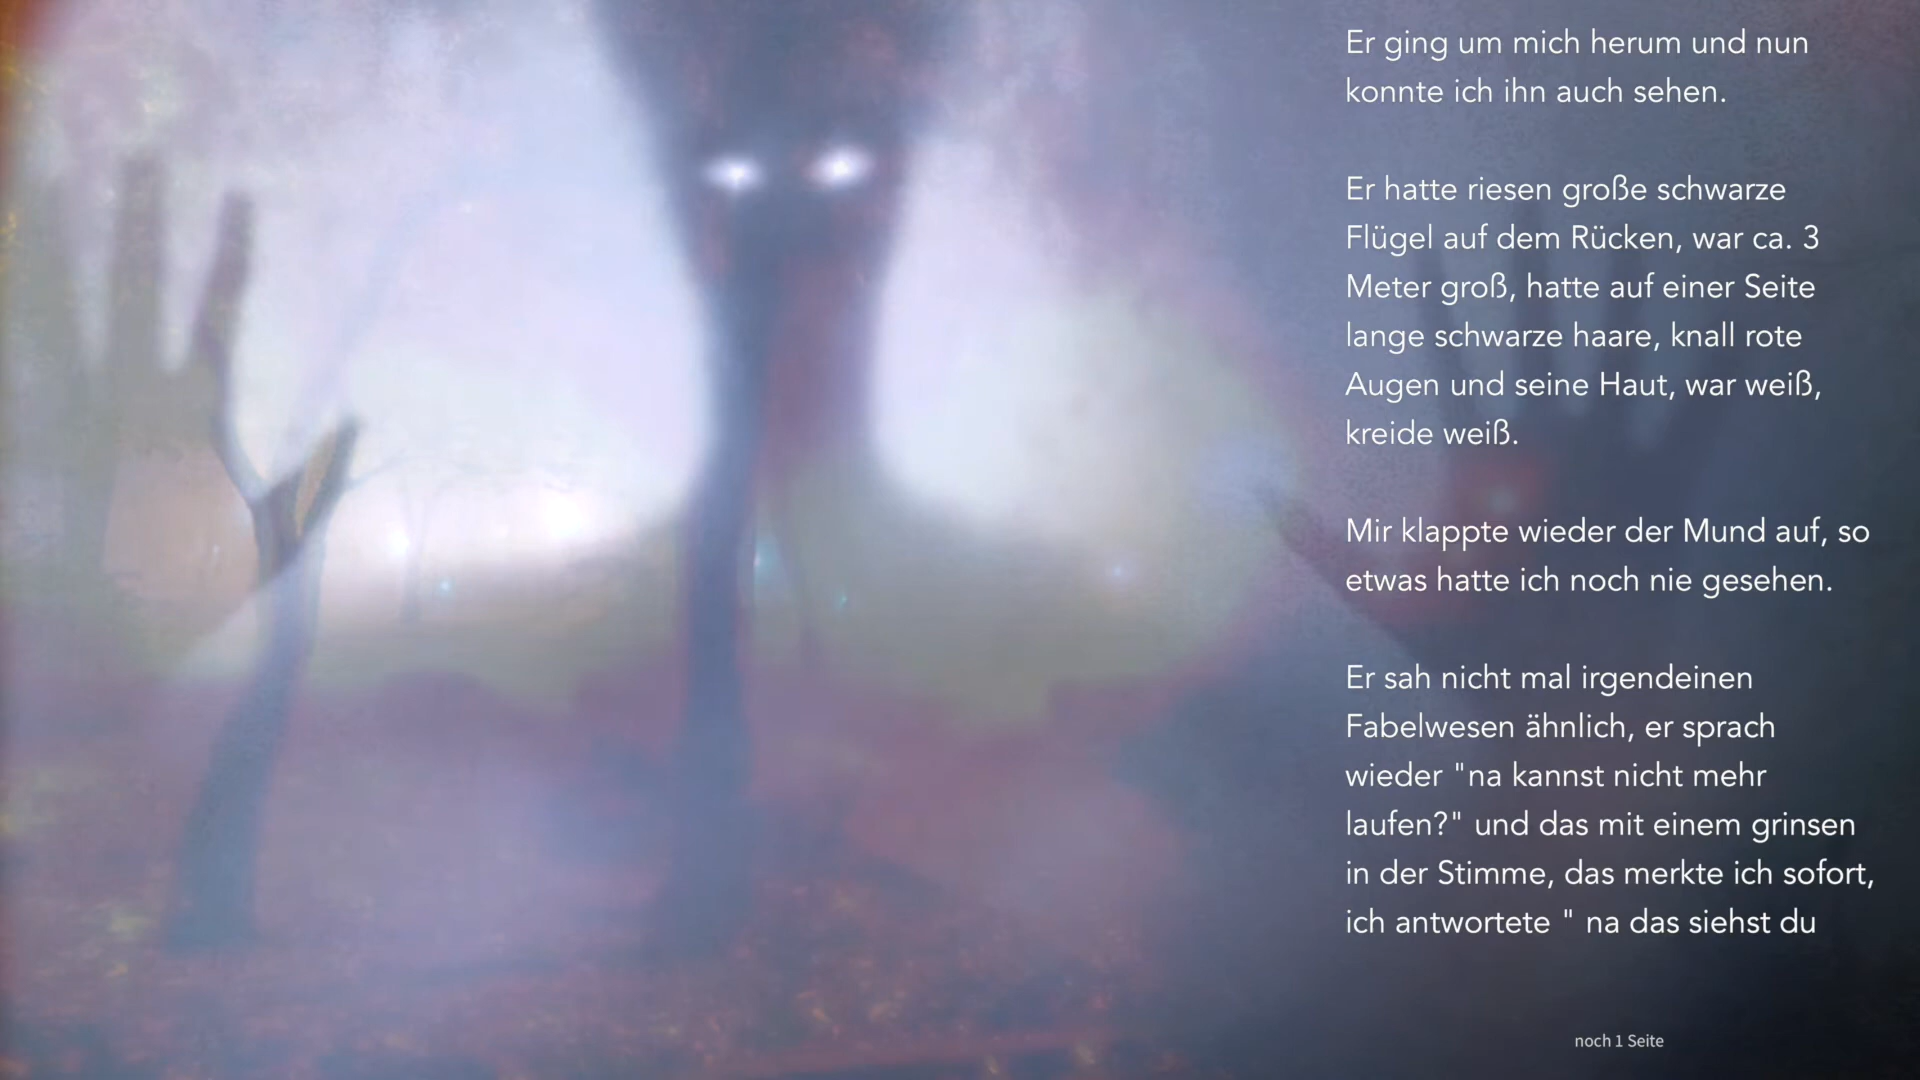 Er ging um mich herum und nun
konnte ich ihn auch sehen.
Er hatte riesen große schwarze
Flügel auf dem Rücken, war ca. 3
Meter groß, hatte auf einer Seite
lange schwarze haare, knall rote
Augen und seine Haut, war weiß,
kreide weiß.
Mir klappte wieder der Mund auf, so
etwas hatte ich noch nie gesehen.
Er sah nicht mal irgendeinen
Fabelwesen ähnlich, er sprach
wieder "na kannst nicht mehr
laufen?" und das mit einem grinsen
in der Stimme, das merkte ich sofort,
ich antwortete " na das siehst du
noch 1 Seite